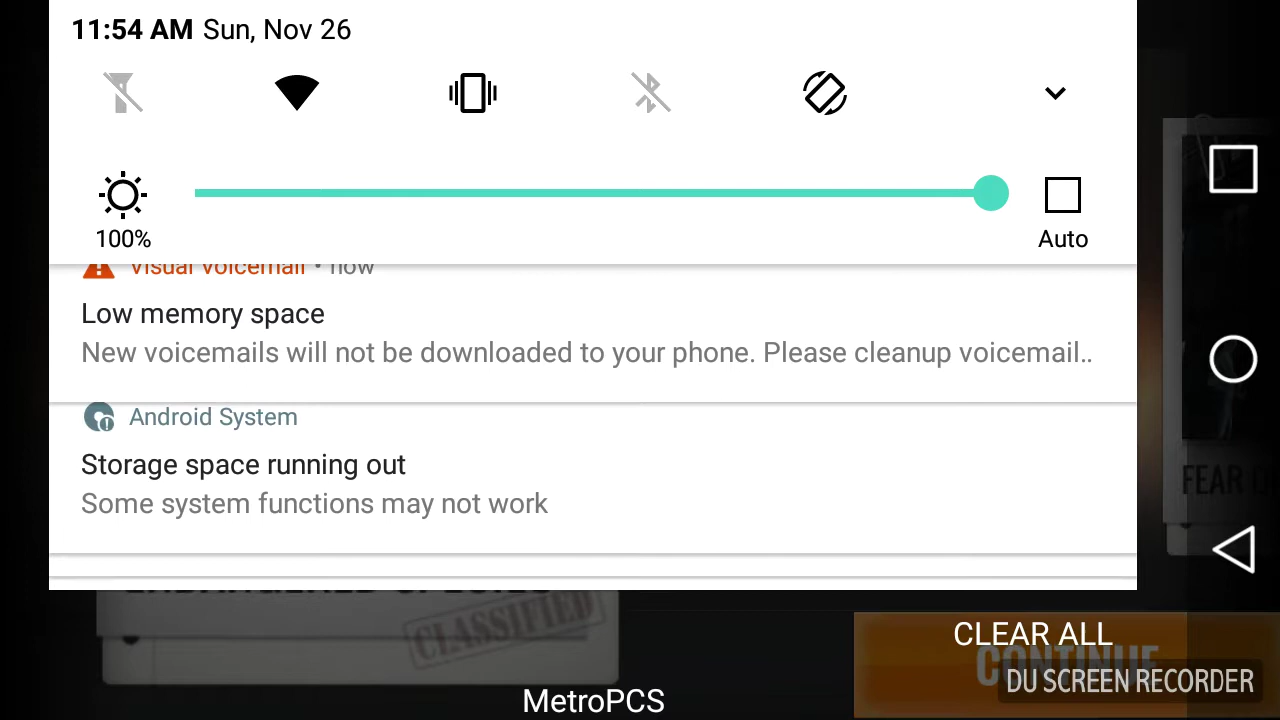 11:54 AM Sun, Nov 26
100%
Auto
Visual Voicemail • now
Low memory space
New voicemails will not be downloaded to your phone. Please cleanup voicemail..
Android System
Storage space running out
Some system functions may not work
FEAR
CLASSIFIED
CLEAR ALL
CONTINUE
DU SCREEN RECORDER
MetroPCS